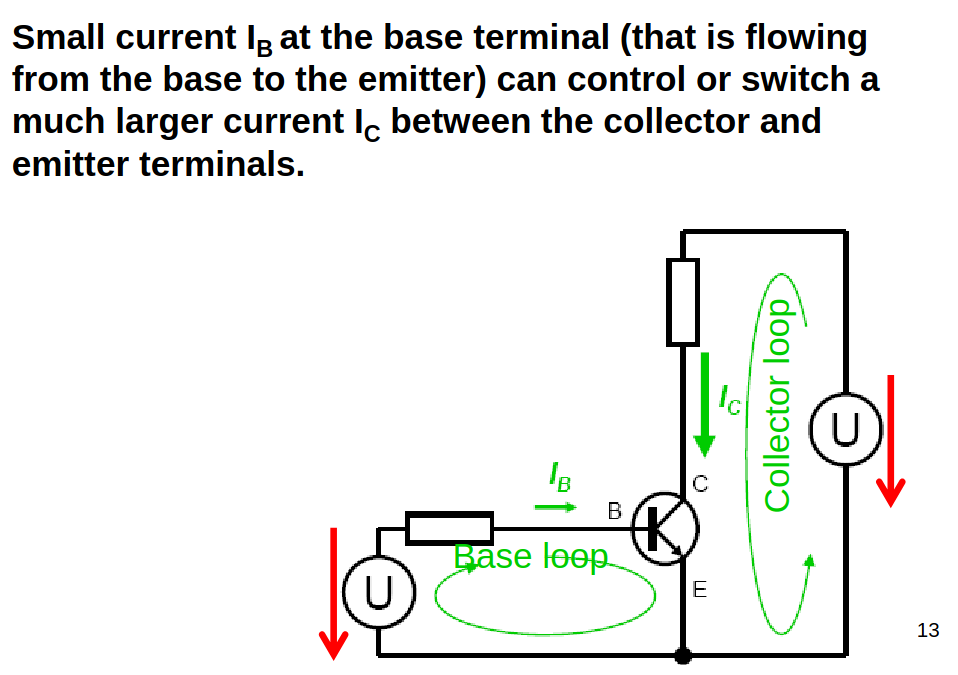 Small current I_B at the base terminal (that is flowing
from the base to the emitter) can control or switch a
much larger current I_C between the collector and
emitter terminals.
I_C
Collector loop
U
I_B
C
B
Base loop
U
E
13